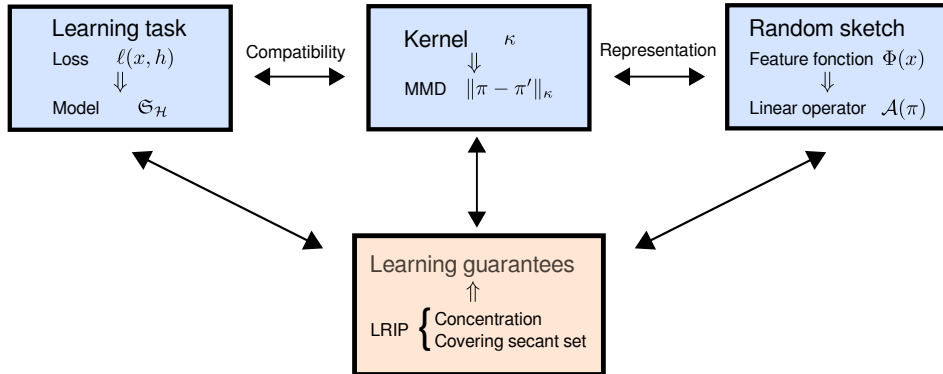 Learning task
Loss ℓ(x, h)
⇓
Model 𝔖_ℋ
Compatibility
Kernel κ
⇓
MMD ‖π − π′‖_κ
Representation
Random sketch
Feature fonction Φ(x)
⇓
Linear operator 𝒜(π)
Learning guarantees
⇑
LRIP { Concentration
Covering secant set